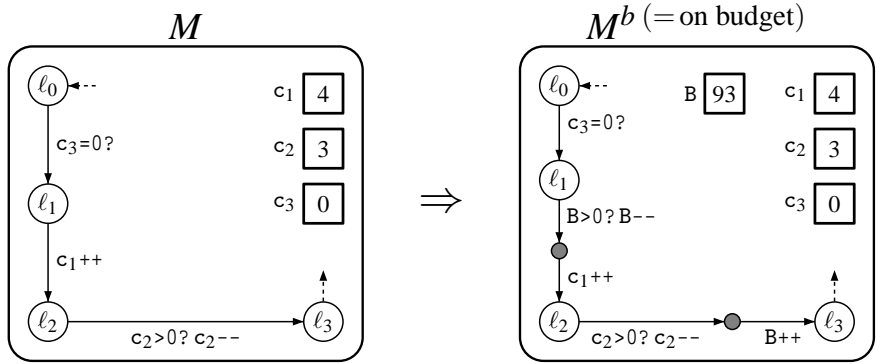 M
ℓ0
c3=0?
ℓ1
c1++
ℓ2
c2>0? c2--
ℓ3
c1 4
c2 3
c3 0
⇒
M^b (= on budget)
ℓ0
c3=0?
ℓ1
B>0? B--
c1++
ℓ2
c2>0? c2--
B++
ℓ3
B 93
c1 4
c2 3
c3 0